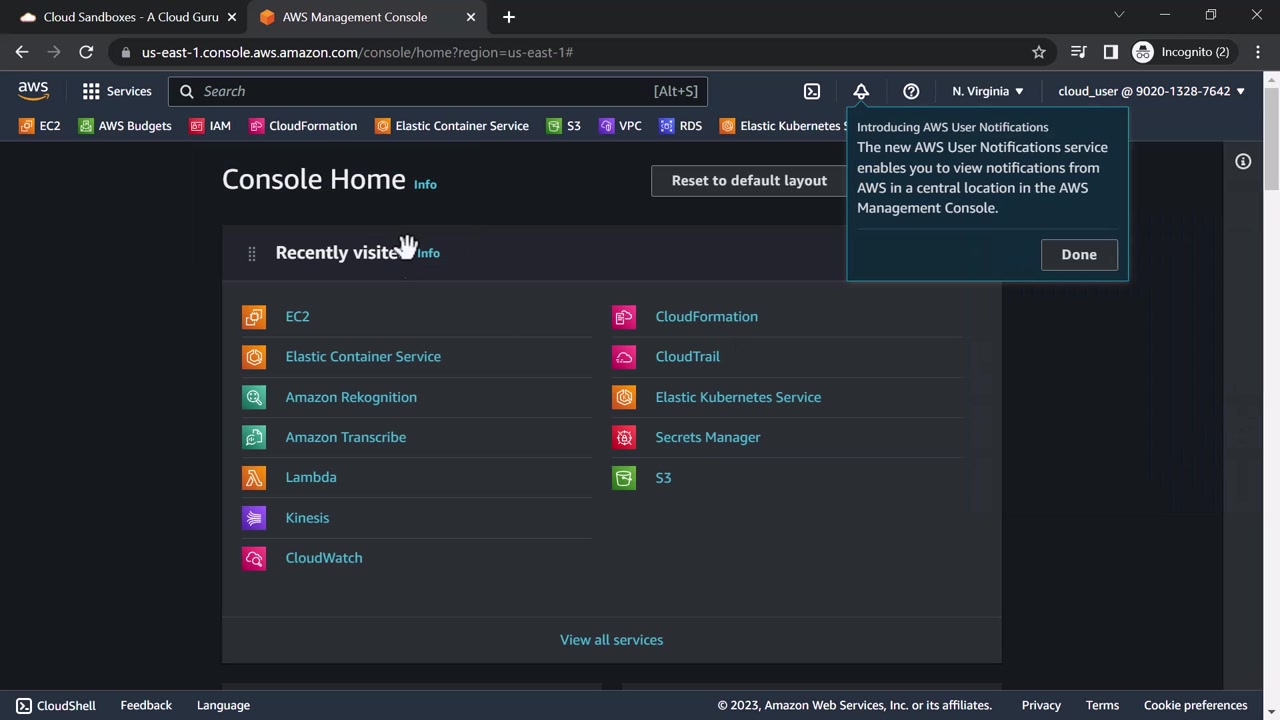 Cloud Sandboxes - A Cloud Guru
AWS Management Console
us-east-1.console.aws.amazon.com/console/home?region=us-east-1#
Incognito (2)
aws
Services
Search
[Alt+S]
N. Virginia
cloud_user @ 9020-1328-7642
EC2
AWS Budgets
IAM
CloudFormation
Elastic Container Service
S3
VPC
RDS
Elastic Kubernetes S
Introducing AWS User Notifications
The new AWS User Notifications service
enables you to view notifications from
AWS in a central location in the AWS
Management Console.
Done
Console Home
Info
Reset to default layout
Recently visite
Info
EC2
Elastic Container Service
Amazon Rekognition
Amazon Transcribe
Lambda
Kinesis
CloudWatch
CloudFormation
CloudTrail
Elastic Kubernetes Service
Secrets Manager
S3
View all services
CloudShell
Feedback
Language
© 2023, Amazon Web Services, Inc. or its affiliates.
Privacy
Terms
Cookie preferences